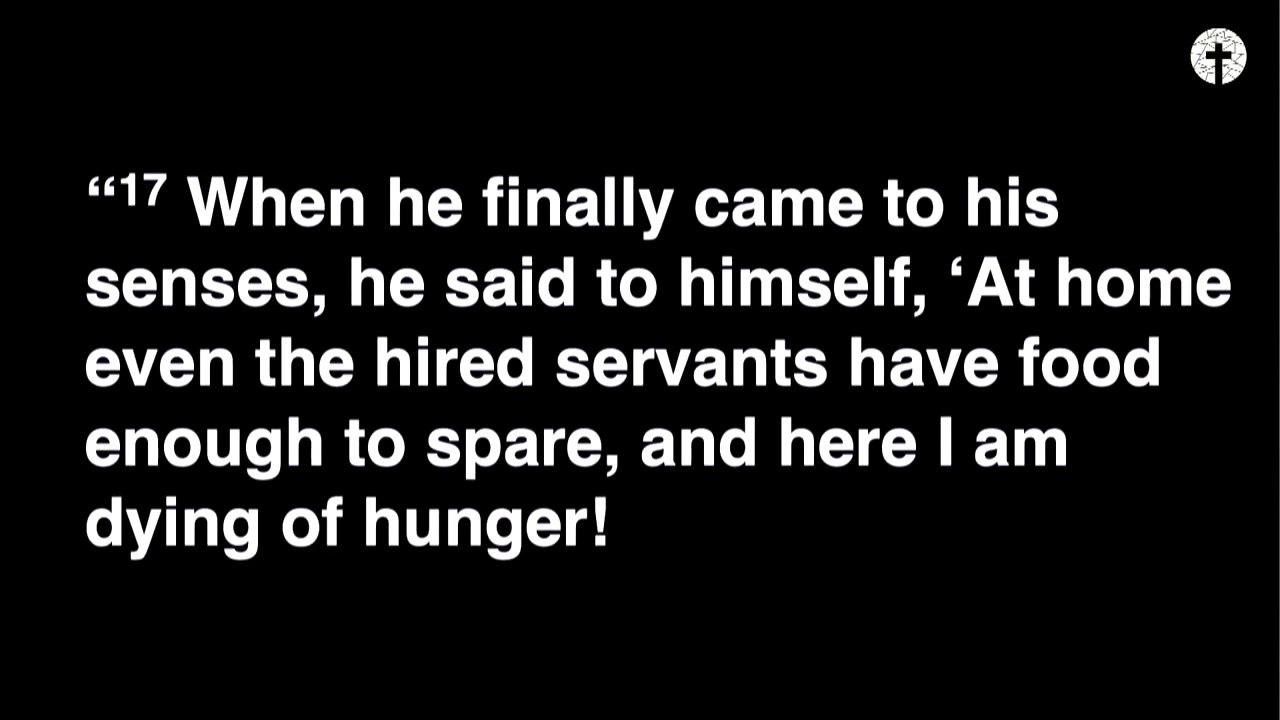 “17 When he finally came to his
senses, he said to himself, ‘At home
even the hired servants have food
enough to spare, and here I am
dying of hunger!